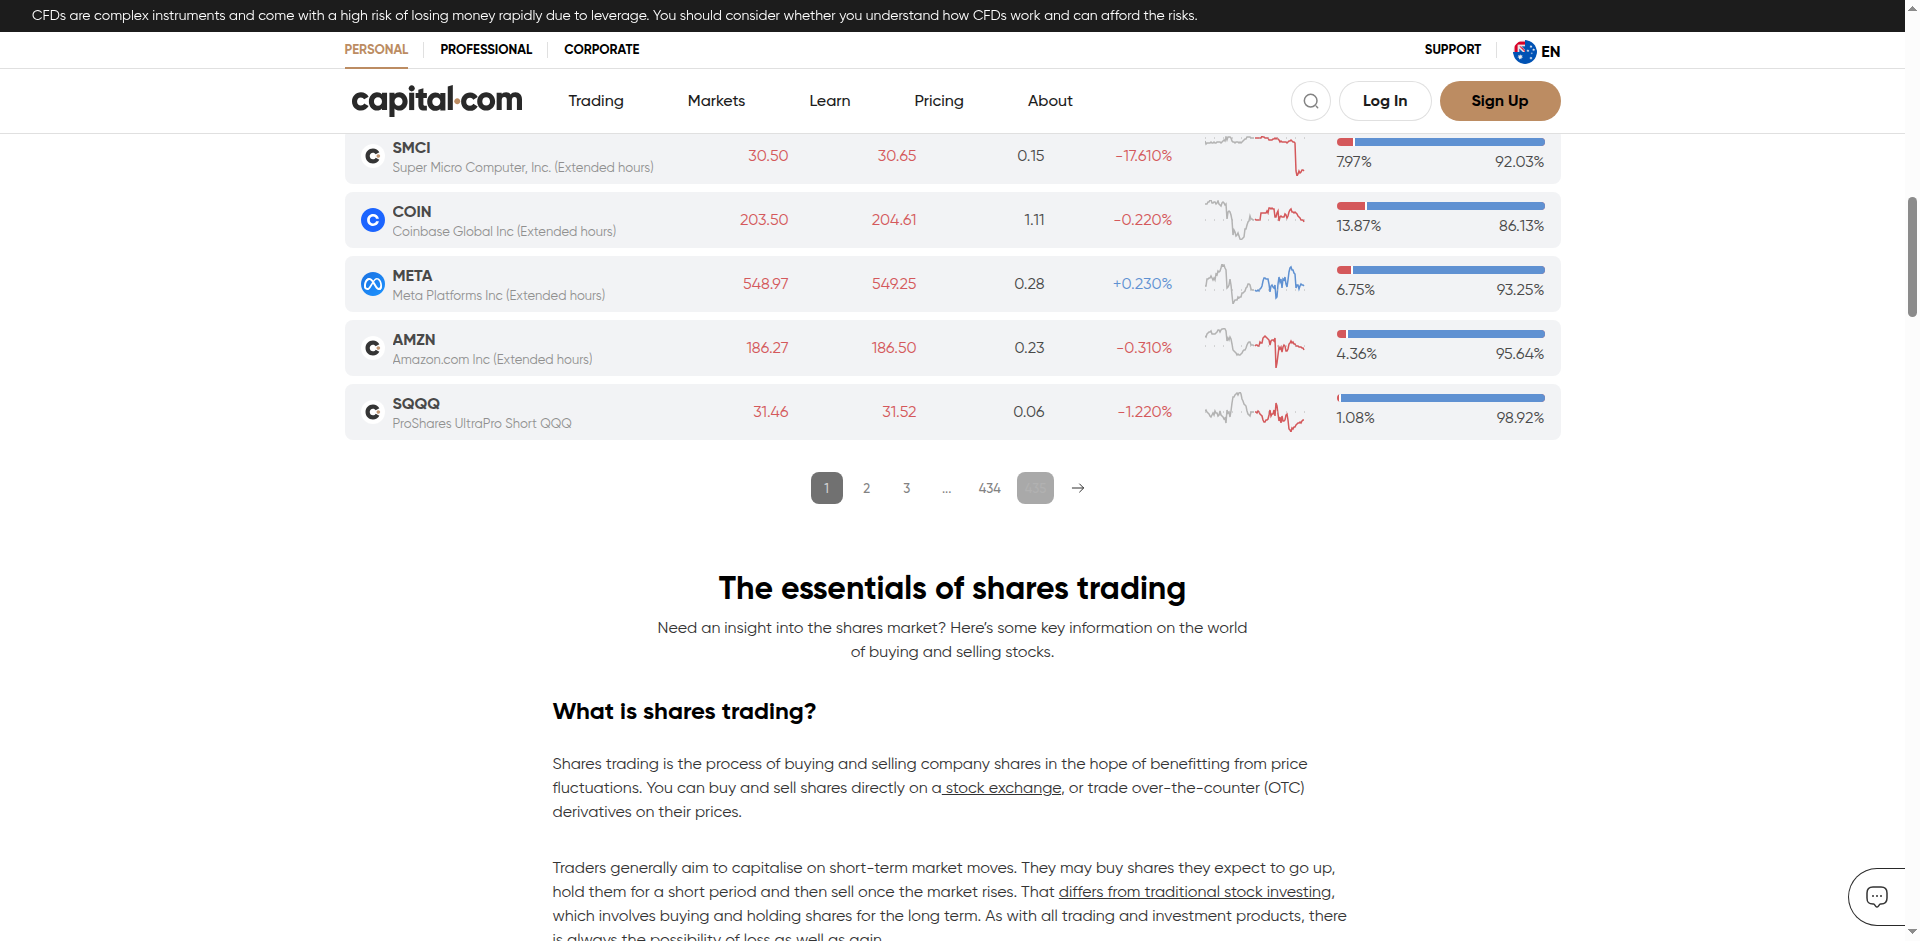 CFDs are complex instruments and come with a high risk of losing money rapidly due to leverage. You should consider whether you understand how CFDs work and can afford the risks.
PERSONAL PROFESSIONAL CORPORATE SUPPORT EN
capital.com Trading Markets Learn Pricing About Log In Sign Up
SMCI
Super Micro Computer, Inc. (Extended hours)
30.50 30.65 0.15 -17.610% 7.97% 92.03%
COIN
Coinbase Global Inc (Extended hours)
203.50 204.61 1.11 -0.220% 13.87% 86.13%
META
Meta Platforms Inc (Extended hours)
548.97 549.25 0.28 +0.230% 6.75% 93.25%
AMZN
Amazon.com Inc (Extended hours)
186.27 186.50 0.23 -0.310% 4.36% 95.64%
SQQQ
ProShares UltraPro Short QQQ
31.46 31.52 0.06 -1.220% 1.08% 98.92%
1 2 3 ... 434 435
The essentials of shares trading
Need an insight into the shares market? Here’s some key information on the world
of buying and selling stocks.
What is shares trading?
Shares trading is the process of buying and selling company shares in the hope of benefitting from price
fluctuations. You can buy and sell shares directly on a stock exchange, or trade over-the-counter (OTC)
derivatives on their prices.
Traders generally aim to capitalise on short-term market moves. They may buy shares they expect to go up,
hold them for a short period and then sell once the market rises. That differs from traditional stock investing,
which involves buying and holding shares for the long term. As with all trading and investment products, there
is always the possibility of loss as well as gain.